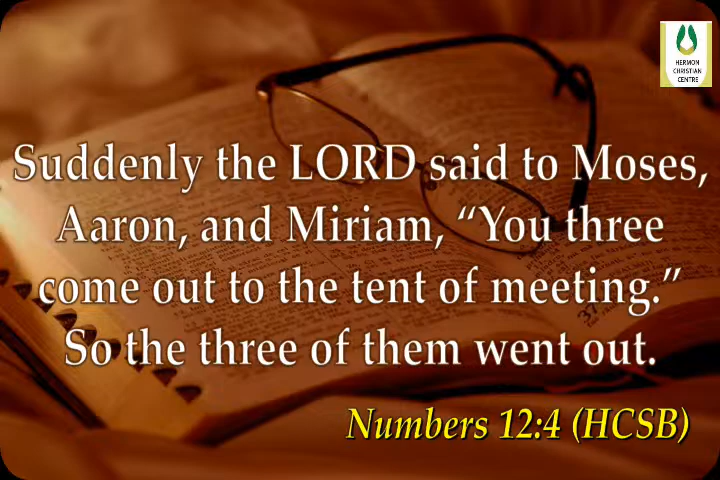 HERMON
CHRISTIAN
CENTRE
Suddenly the LORD said to Moses,
Aaron, and Miriam, “You three
come out to the tent of meeting.”
So the three of them went out.
37
Numbers 12:4 (HCSB)